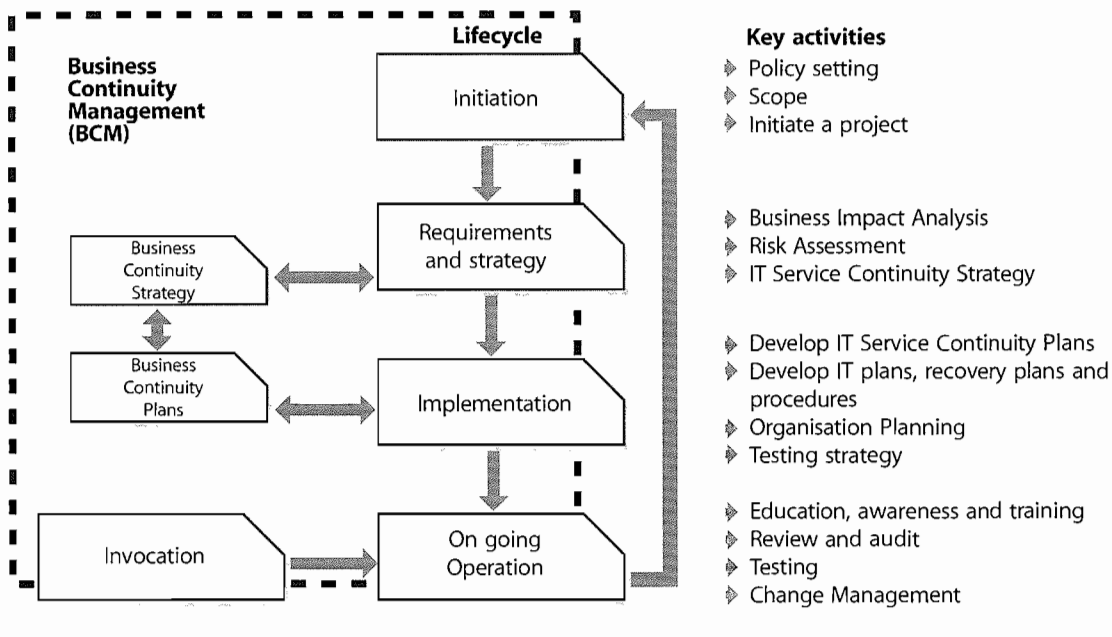 Lifecycle
Business
Continuity
Management
(BCM)
Initiation
Requirements
and strategy
Business
Continuity
Strategy
Business
Continuity
Plans
Implementation
Invocation
On going
Operation
Key activities
Policy setting
Scope
Initiate a project
Business Impact Analysis
Risk Assessment
IT Service Continuity Strategy
Develop IT Service Continuity Plans
Develop IT plans, recovery plans and
procedures
Organisation Planning
Testing strategy
Education, awareness and training
Review and audit
Testing
Change Management